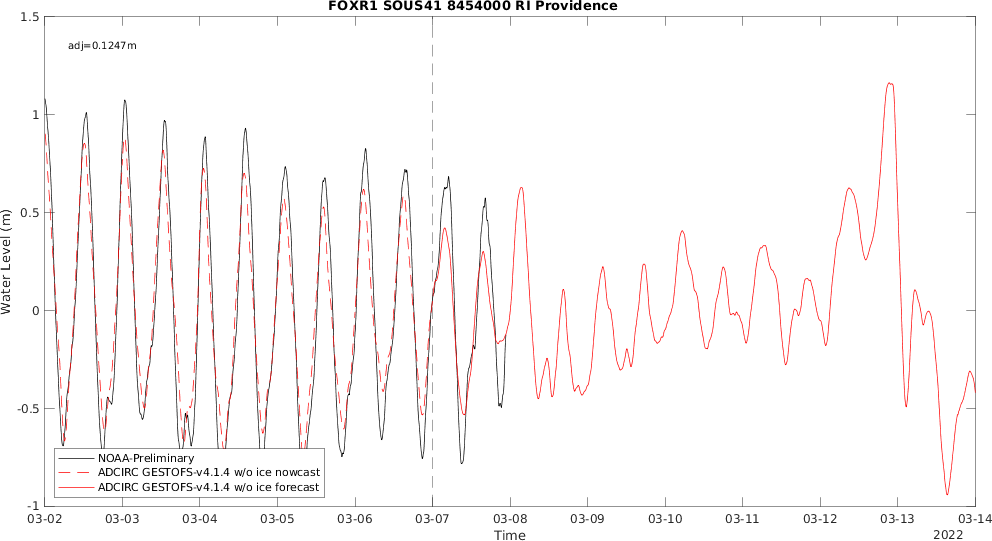 FOXR1 SOUS41 8454000 RI Providence
adj=0.1247m
1.5
1
0.5
0
-0.5
-1
Water Level (m)
NOAA-Preliminary
ADCIRC GESTOFS-v4.1.4 w/o ice nowcast
ADCIRC GESTOFS-v4.1.4 w/o ice forecast
03-02 03-03 03-04 03-05 03-06 03-07 03-08 03-09 03-10 03-11 03-12 03-13 03-14
Time
2022